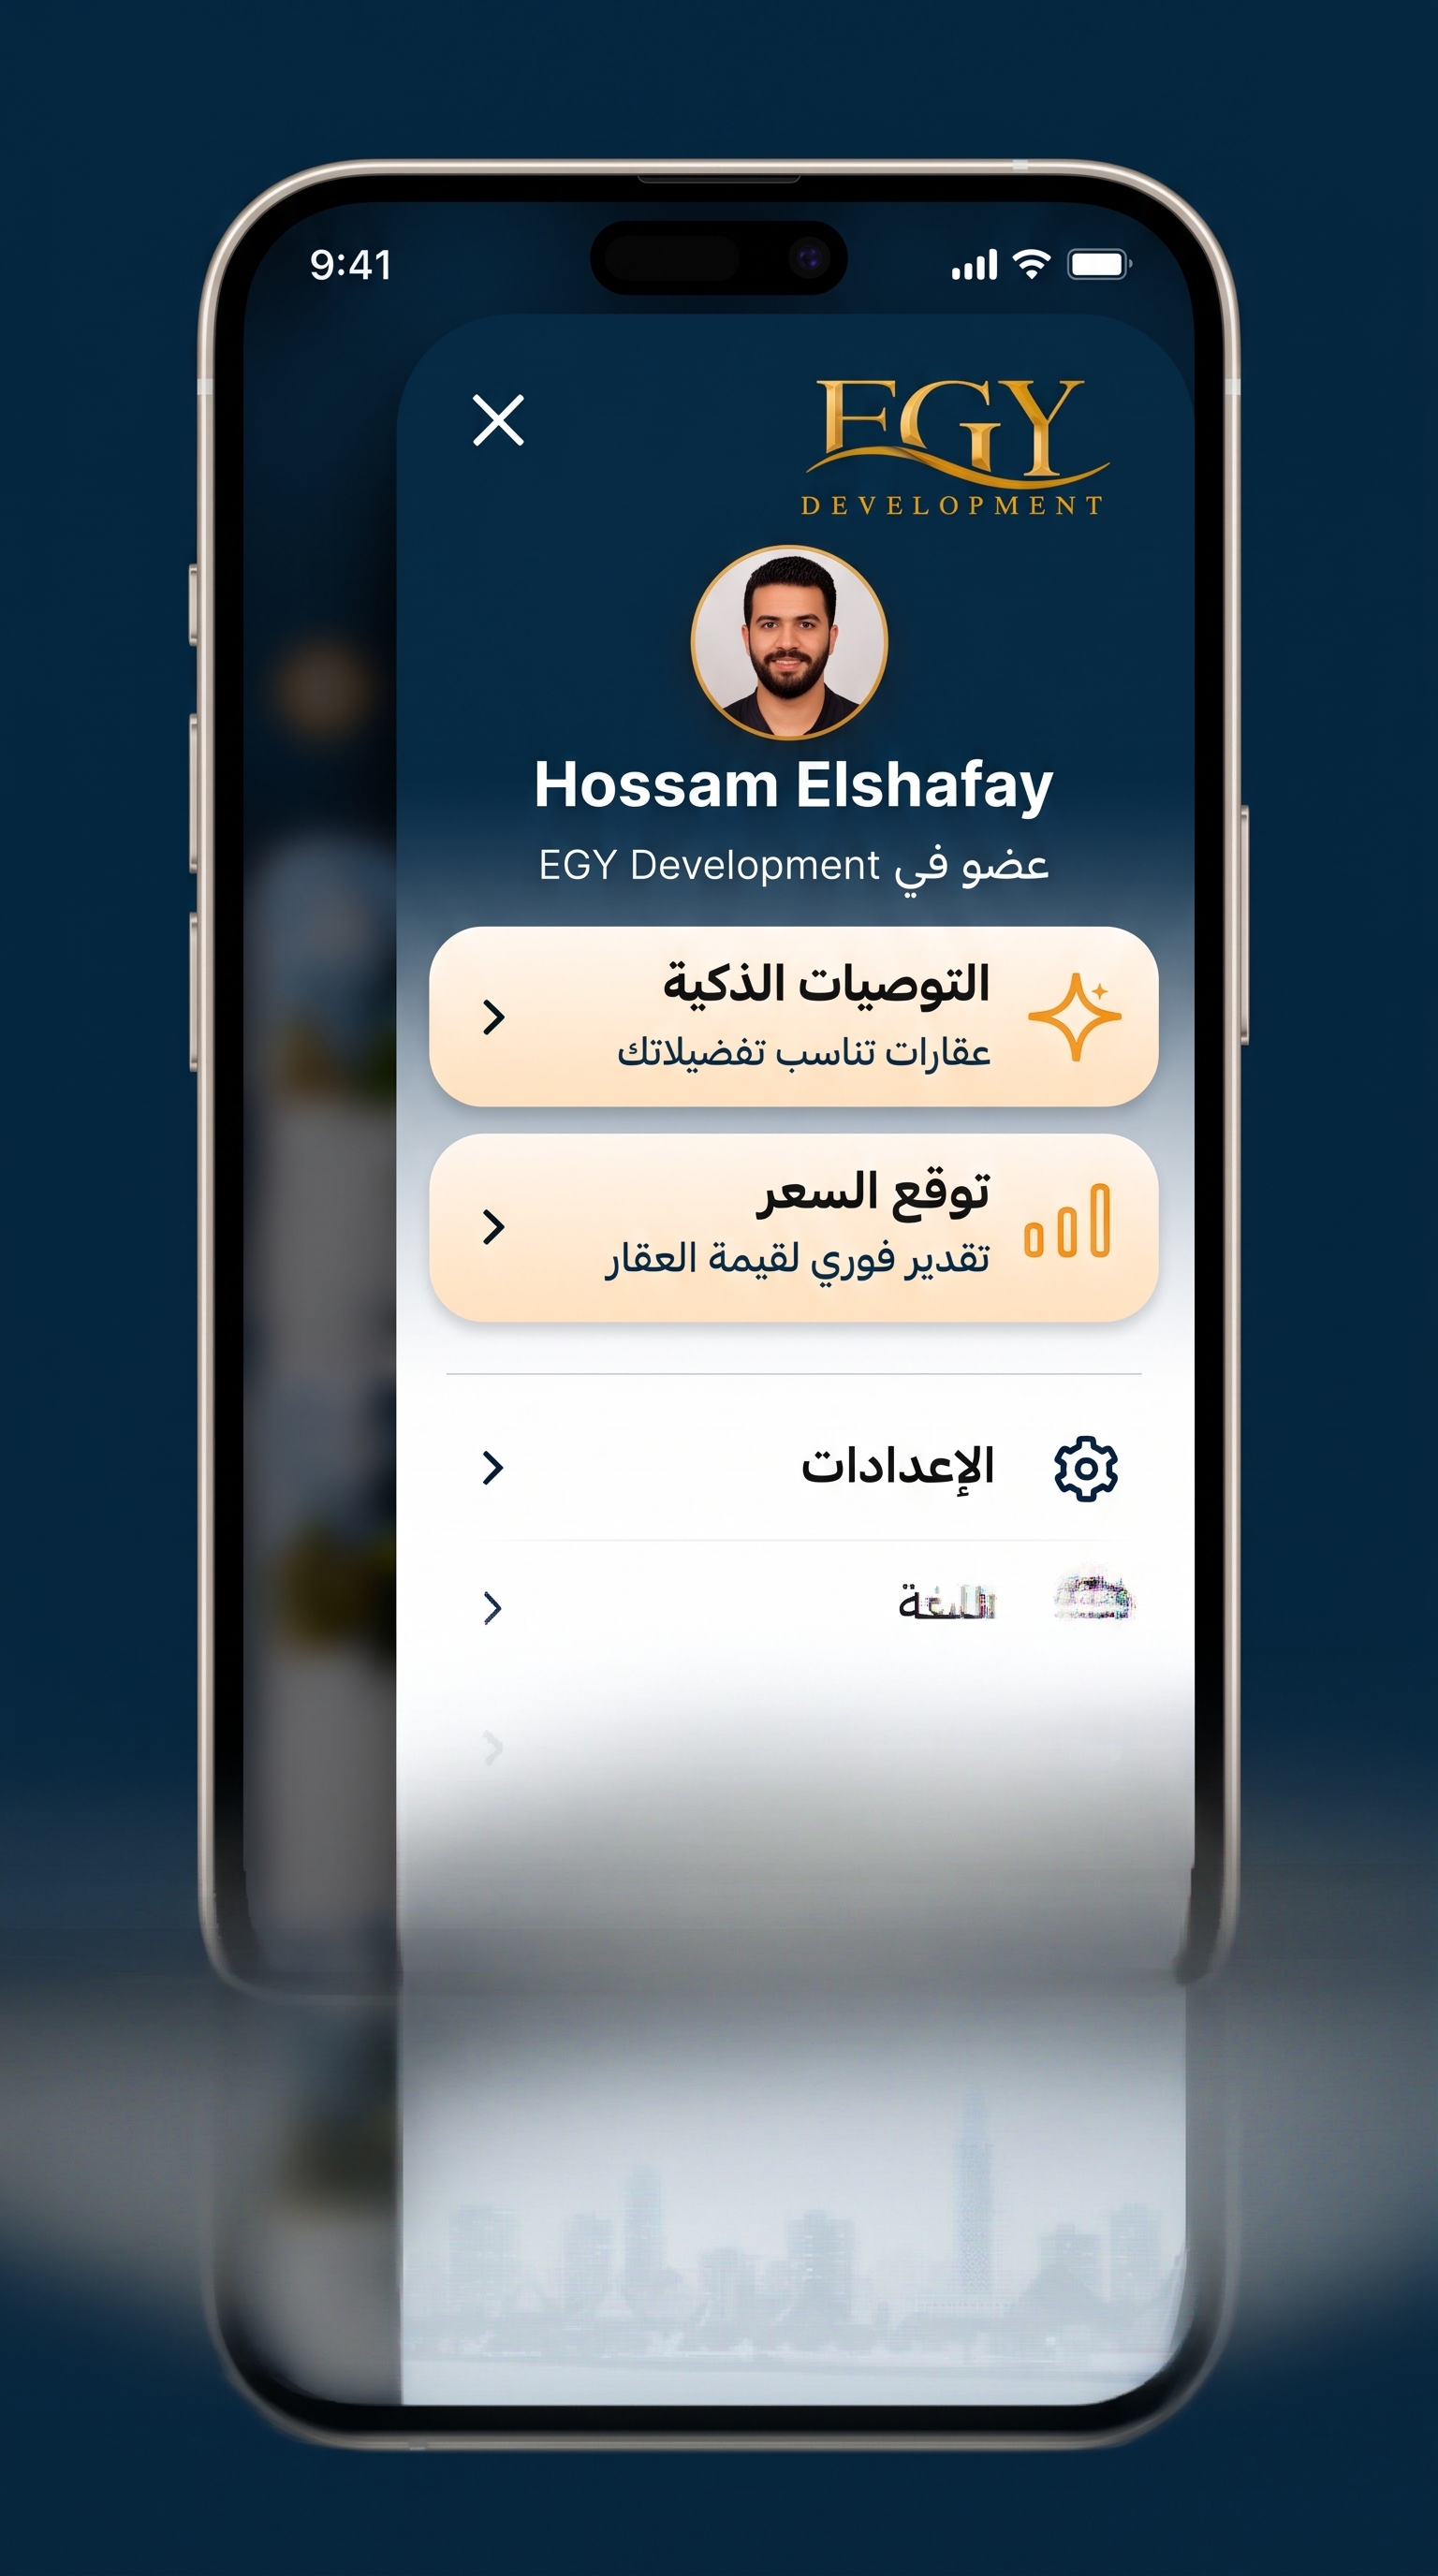 9:41
EGY
DEVELOPMENT
Hossam Elshafay
عضو في EGY Development
التوصيات الذكية
عقارات تناسب تفضيلاتك
توقع السعر
تقدير فوري لقيمة العقار
الإعدادات